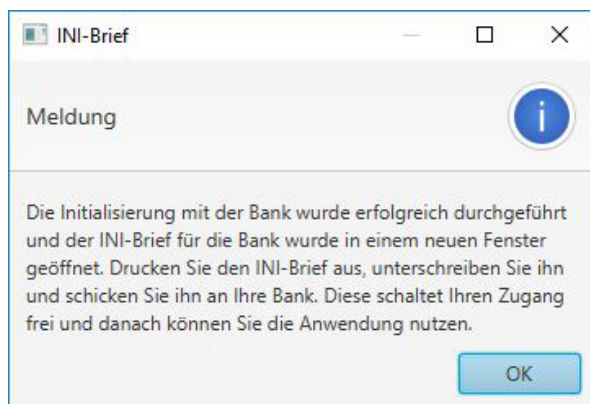 INI-Brief
Meldung
Die Initialisierung mit der Bank wurde erfolgreich durchgeführt
und der INI-Brief für die Bank wurde in einem neuen Fenster
geöffnet. Drucken Sie den INI-Brief aus, unterschreiben Sie ihn
und schicken Sie ihn an Ihre Bank. Diese schaltet Ihren Zugang
frei und danach können Sie die Anwendung nutzen.
OK